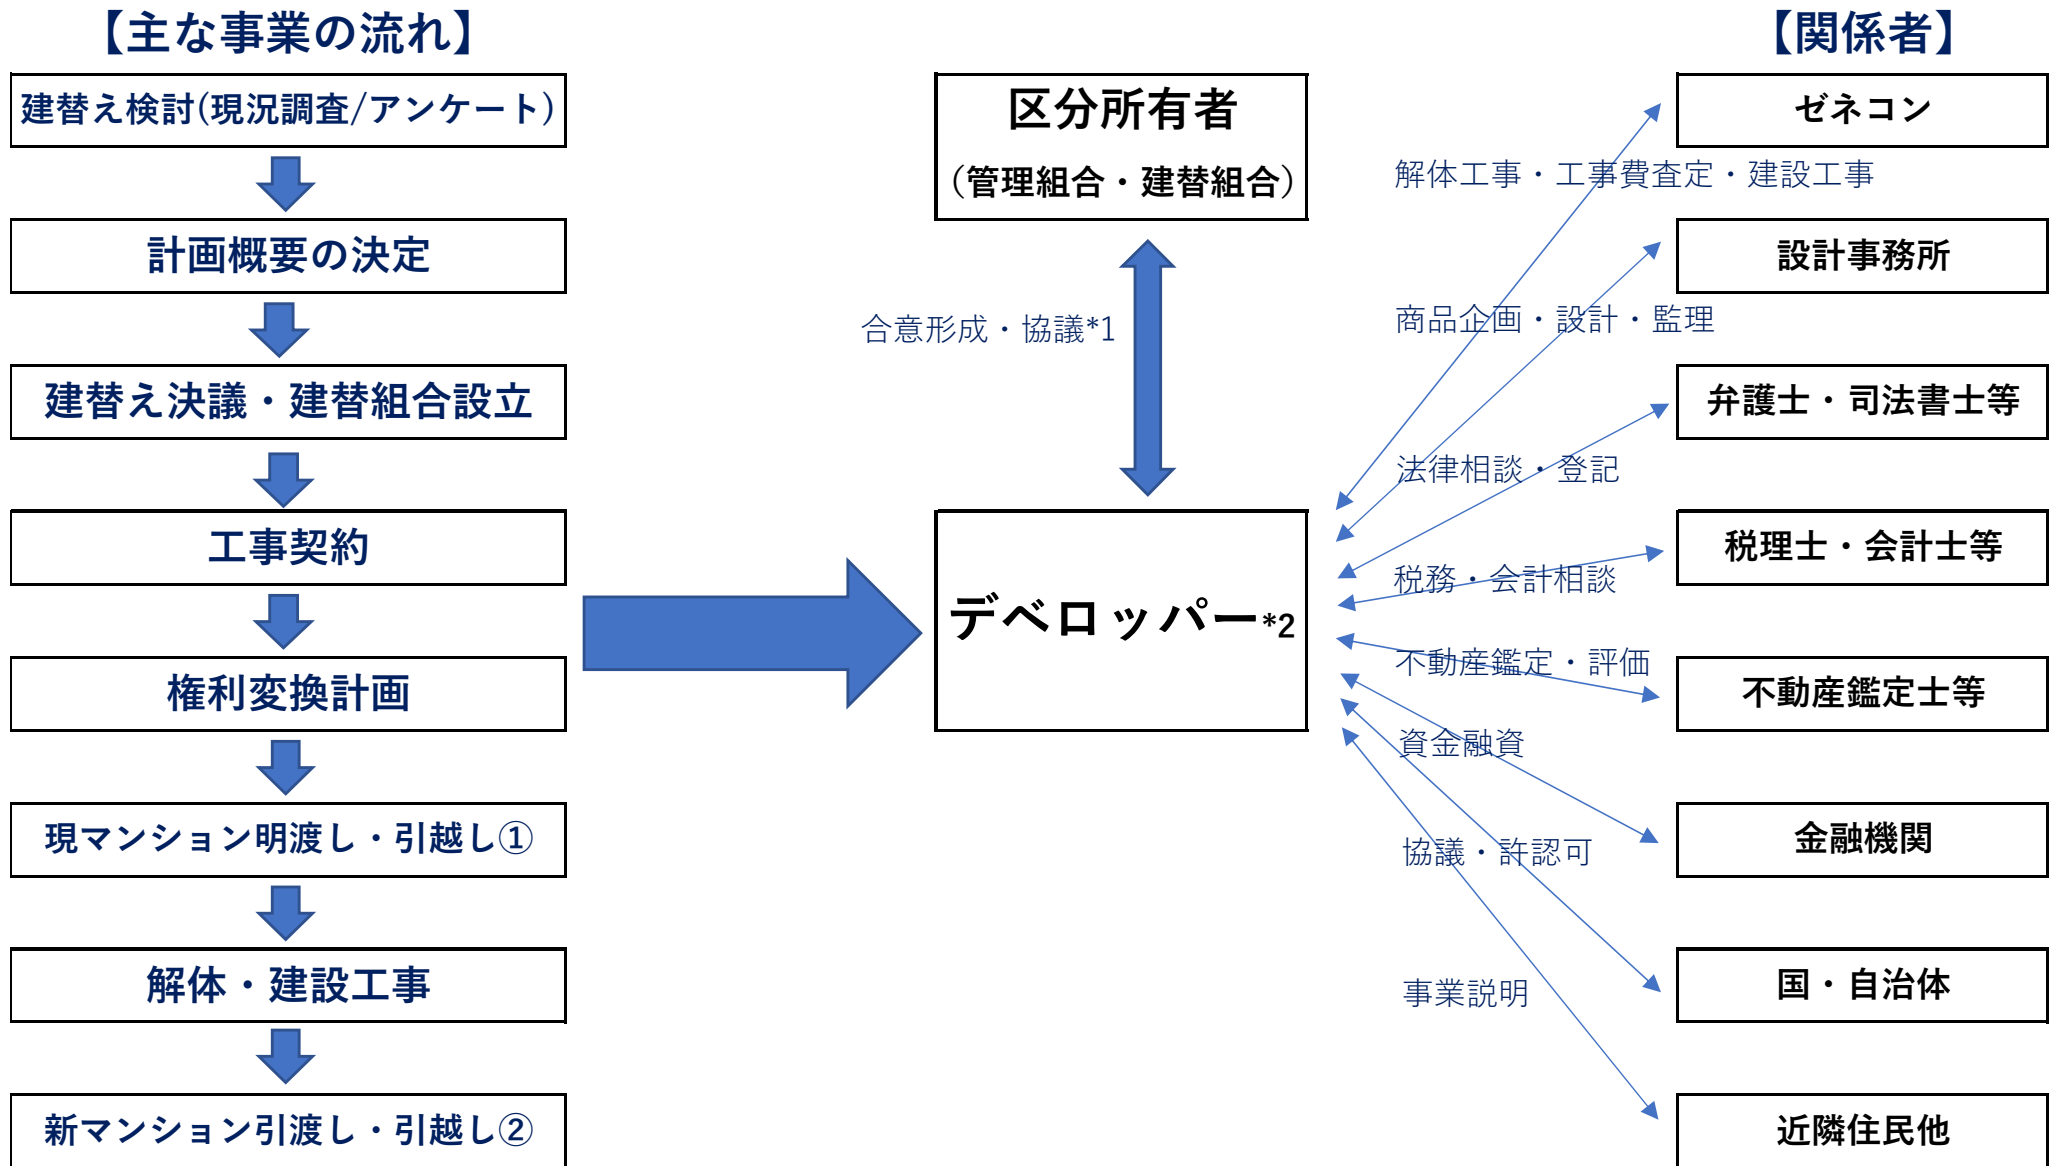 【主な事業の流れ】
建替え検討(現況調査/アンケート)
計画概要の決定
建替え決議・建替組合設立
工事契約
権利変換計画
現マンション明渡し・引越し①
解体・建設工事
新マンション引渡し・引越し②
区分所有者
(管理組合・建替組合)
合意形成・協議*1
デベロッパー*2
【関係者】
解体工事・工事費査定・建設工事
商品企画・設計・監理
法律相談・登記
税務・会計相談
不動産鑑定・評価
資金融資
協議・許認可
事業説明
ゼネコン
設計事務所
弁護士・司法書士等
税理士・会計士等
不動産鑑定士等
金融機関
国・自治体
近隣住民他